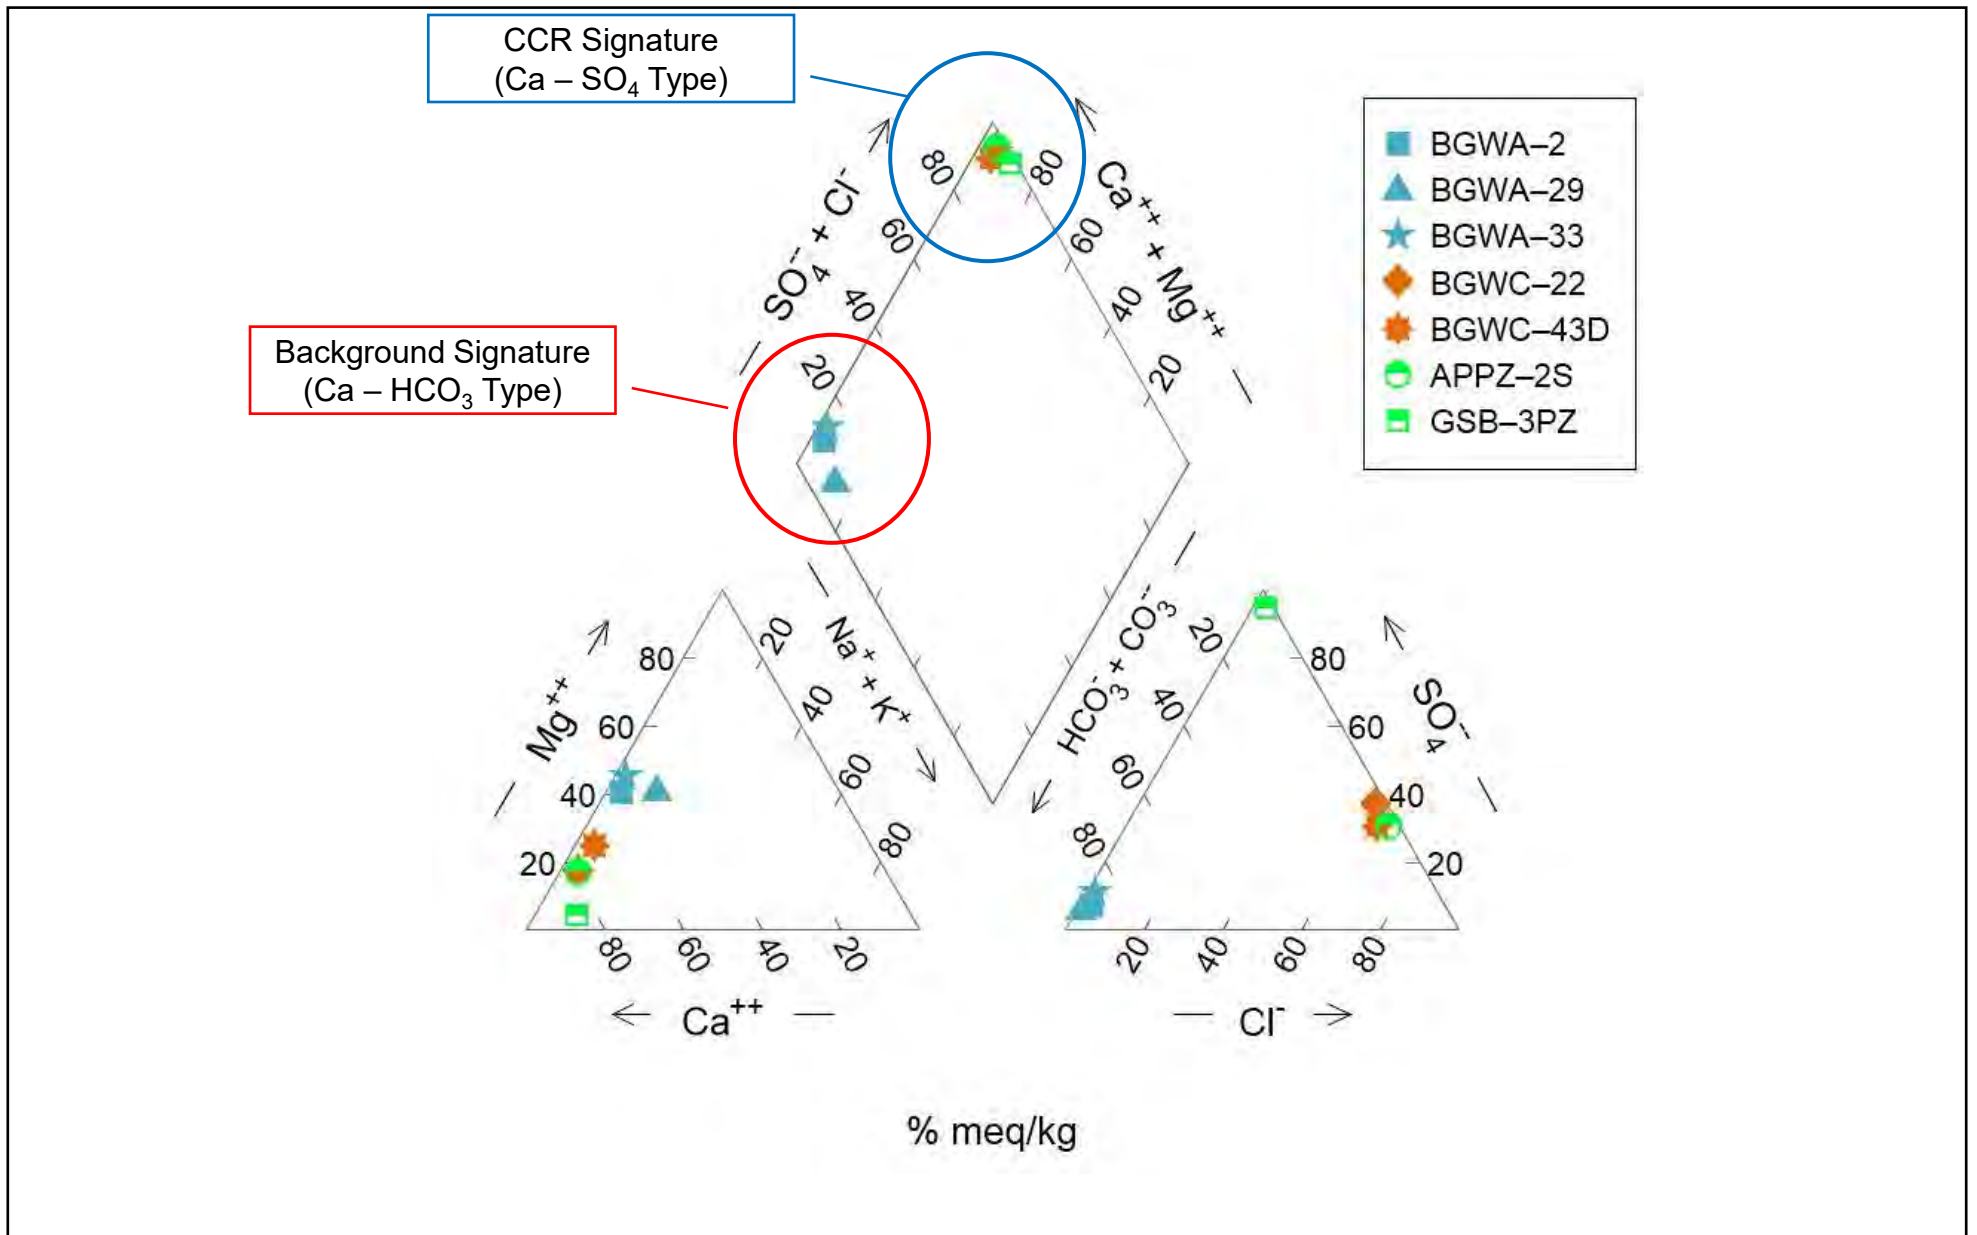 CCR Signature
(Ca – SO₄ Type)
Background Signature
(Ca – HCO₃ Type)
BGWA–2
BGWA–29
BGWA–33
BGWC–22
BGWC–43D
APPZ–2S
GSB–3PZ
SO₄⁻⁻ + Cl⁻
80
60
40
20
Ca⁺⁺ + Mg⁺⁺
80
60
40
20
Mg⁺⁺
80
60
40
20
Na⁺ + K⁺
20
40
60
80
80
60
40
20
Ca⁺⁺
HCO₃⁻ + CO₃⁻⁻
20
40
60
80
SO₄⁻⁻
80
60
40
20
20
40
60
80
Cl⁻
% meq/kg